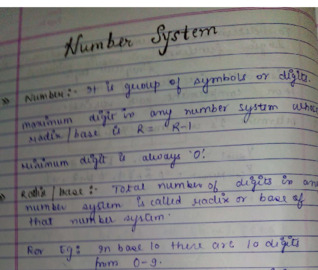 Number System
Number:- It is group of symbols or digits.
maximum digit in any number system whose
radix/base is R = R-1
Minimum digit is always '0'.
Radix/base:- Total number of digits in any
number system is called radix or base of
that number system.
For Eg: In base 10 there are 10 digits
from 0-9.